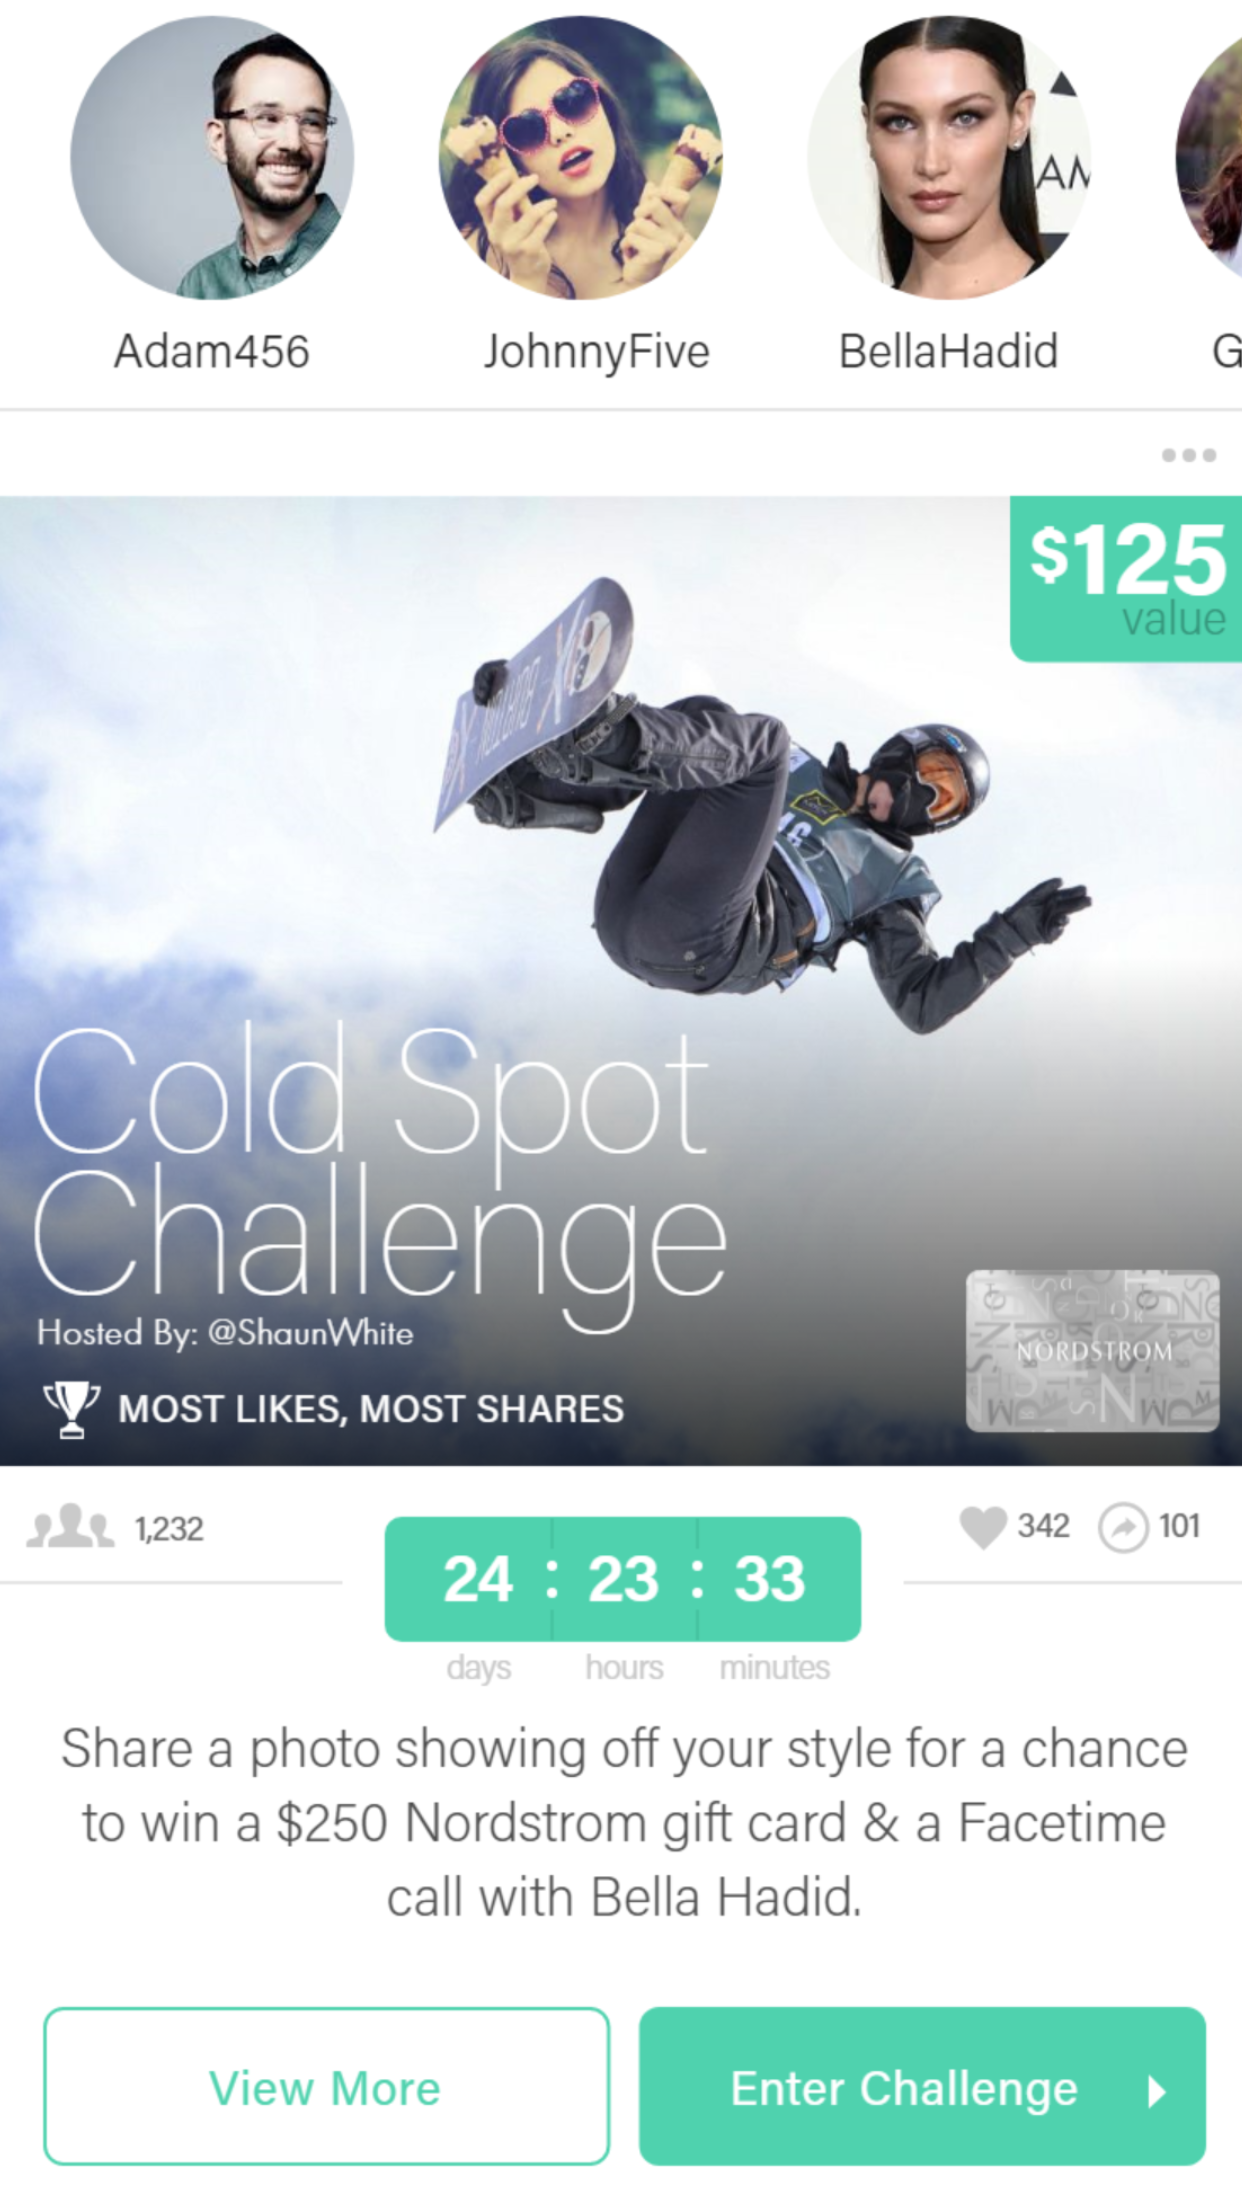 AM
Adam456
JohnnyFive
BellaHadid
G
$125
value
BURTON
Cold Spot
Challenge
Hosted By: @ShaunWhite
MOST LIKES, MOST SHARES
NORDSTROM
1,232
342
101
24 : 23 : 33
days hours minutes
Share a photo showing off your style for a chance
to win a $250 Nordstrom gift card & a Facetime
call with Bella Hadid.
View More
Enter Challenge